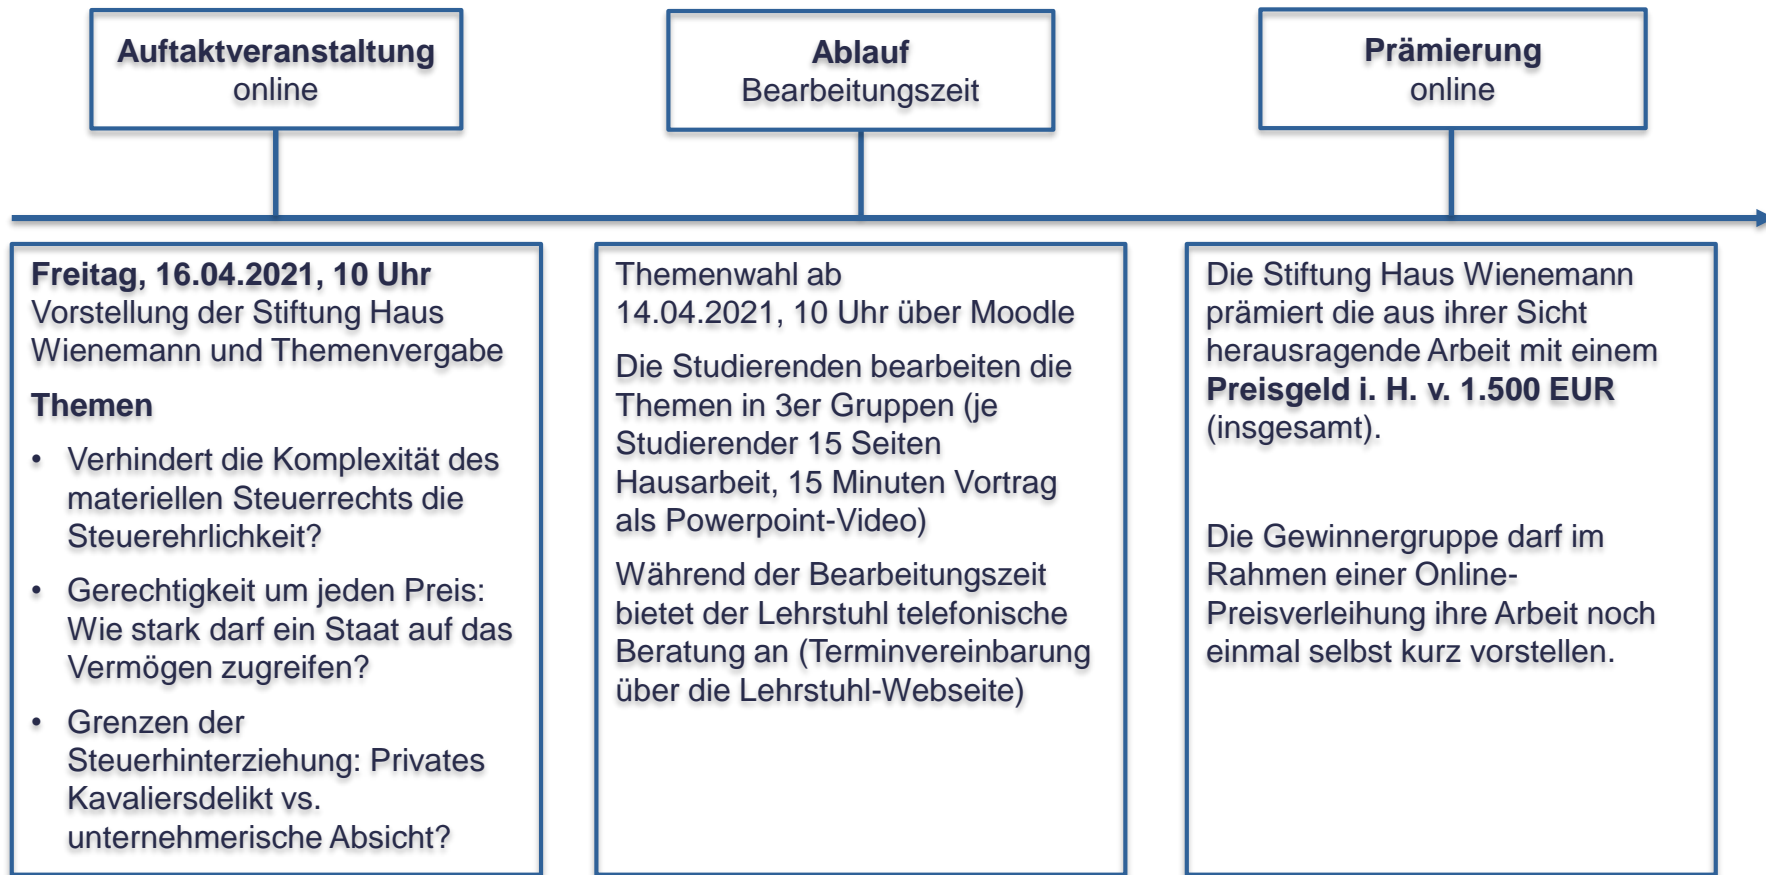 Auftaktveranstaltung
online
Ablauf
Bearbeitungszeit
Prämierung
online
Freitag, 16.04.2021, 10 Uhr
Vorstellung der Stiftung Haus
Wienemann und Themenvergabe
Themen
• Verhindert die Komplexität des
materiellen Steuerrechts die
Steuerehrlichkeit?
• Gerechtigkeit um jeden Preis:
Wie stark darf ein Staat auf das
Vermögen zugreifen?
• Grenzen der
Steuerhinterziehung: Privates
Kavaliersdelikt vs.
unternehmerische Absicht?
Themenwahl ab
14.04.2021, 10 Uhr über Moodle
Die Studierenden bearbeiten die
Themen in 3er Gruppen (je
Studierender 15 Seiten
Hausarbeit, 15 Minuten Vortrag
als Powerpoint-Video)
Während der Bearbeitungszeit
bietet der Lehrstuhl telefonische
Beratung an (Terminvereinbarung
über die Lehrstuhl-Webseite)
Die Stiftung Haus Wienemann
prämiert die aus ihrer Sicht
herausragende Arbeit mit einem
Preisgeld i. H. v. 1.500 EUR
(insgesamt).
Die Gewinnergruppe darf im
Rahmen einer Online-
Preisverleihung ihre Arbeit noch
einmal selbst kurz vorstellen.